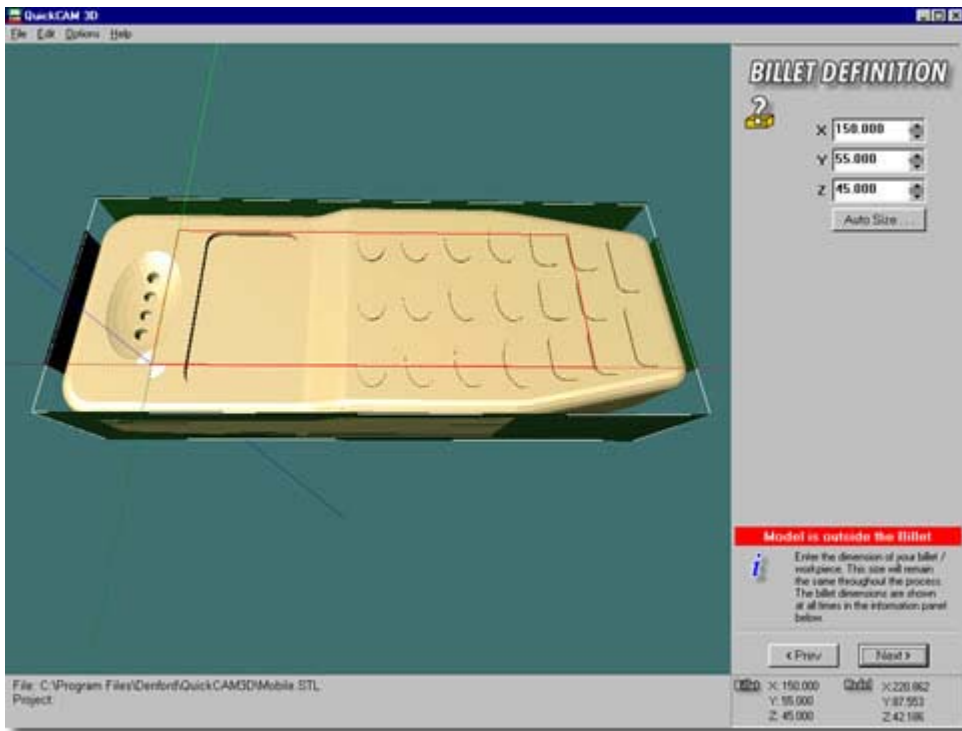 QuickCAM 3D
File Edit Options Help
BILLET DEFINITION
X 150.000
Y 55.000
Z 45.000
Auto Size ...
Model is outside the Billet
Enter the dimension of your billet /
workpiece. This size will remain
the same throughout the process.
The billet dimensions are shown
at all times in the information panel
below.
< Prev Next >
File: C:\Program Files\Denford\QuickCAM3D\Mobile.STL
Project:
X: 150.000 X:220.862
Y: 55.000 Y:87.553
Z: 45.000 Z:42.186